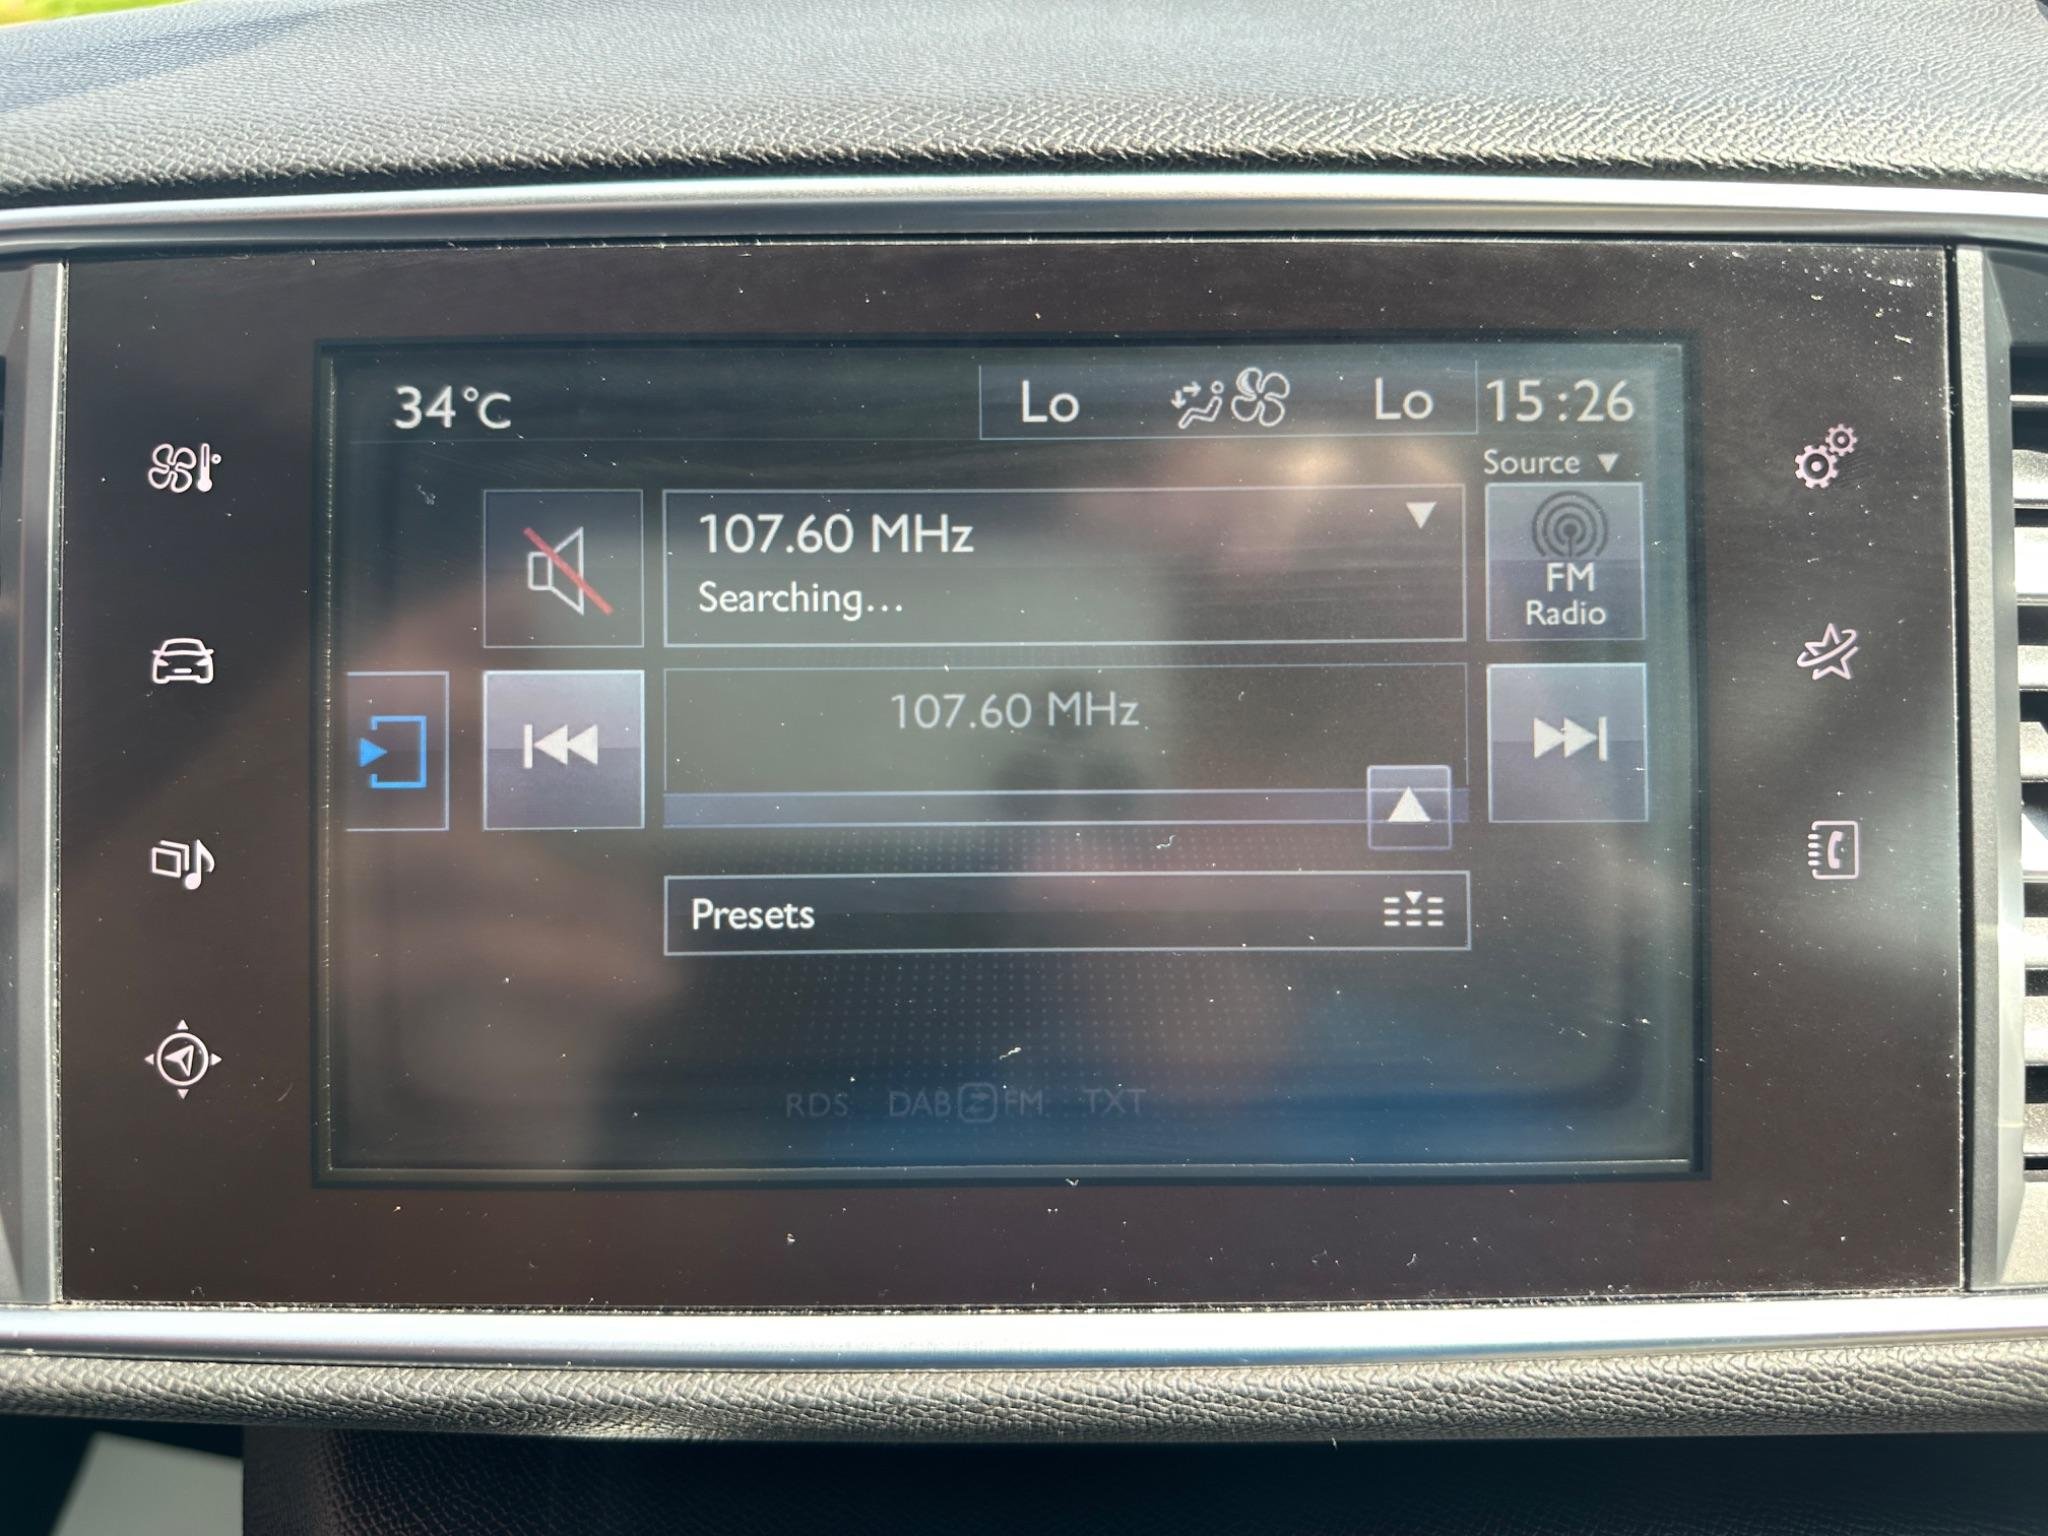 34°C
Lo
Lo
15:26
Source
107.60 MHz
Searching...
FM
Radio
107.60 MHz
Presets
RDS DAB FM TXT